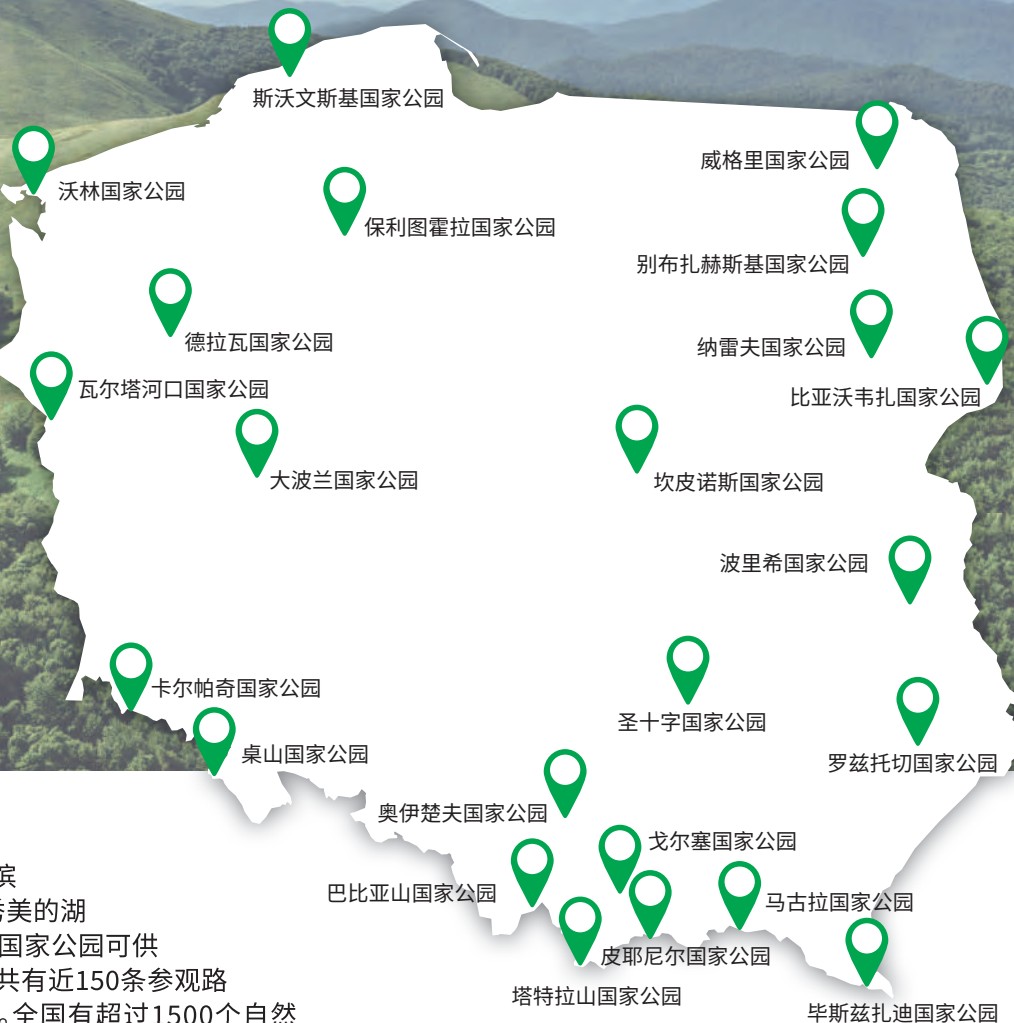 斯沃文斯基国家公园
威格里国家公园
沃林国家公园
保利图霍拉国家公园
别布扎赫斯基国家公园
德拉瓦国家公园
纳雷夫国家公园
瓦尔塔河口国家公园
比亚沃韦扎国家公园
大波兰国家公园
坎皮诺斯国家公园
波里希国家公园
卡尔帕奇国家公园
圣十字国家公园
桌山国家公园
罗兹托切国家公园
奥伊楚夫国家公园
戈尔塞国家公园
巴比亚山国家公园
马古拉国家公园
皮耶尼尔国家公园
塔特拉山国家公园
毕斯兹扎迪国家公园
滨
秀美的湖
国家公园可供
共有近150条参观路
。全国有超过1500个自然